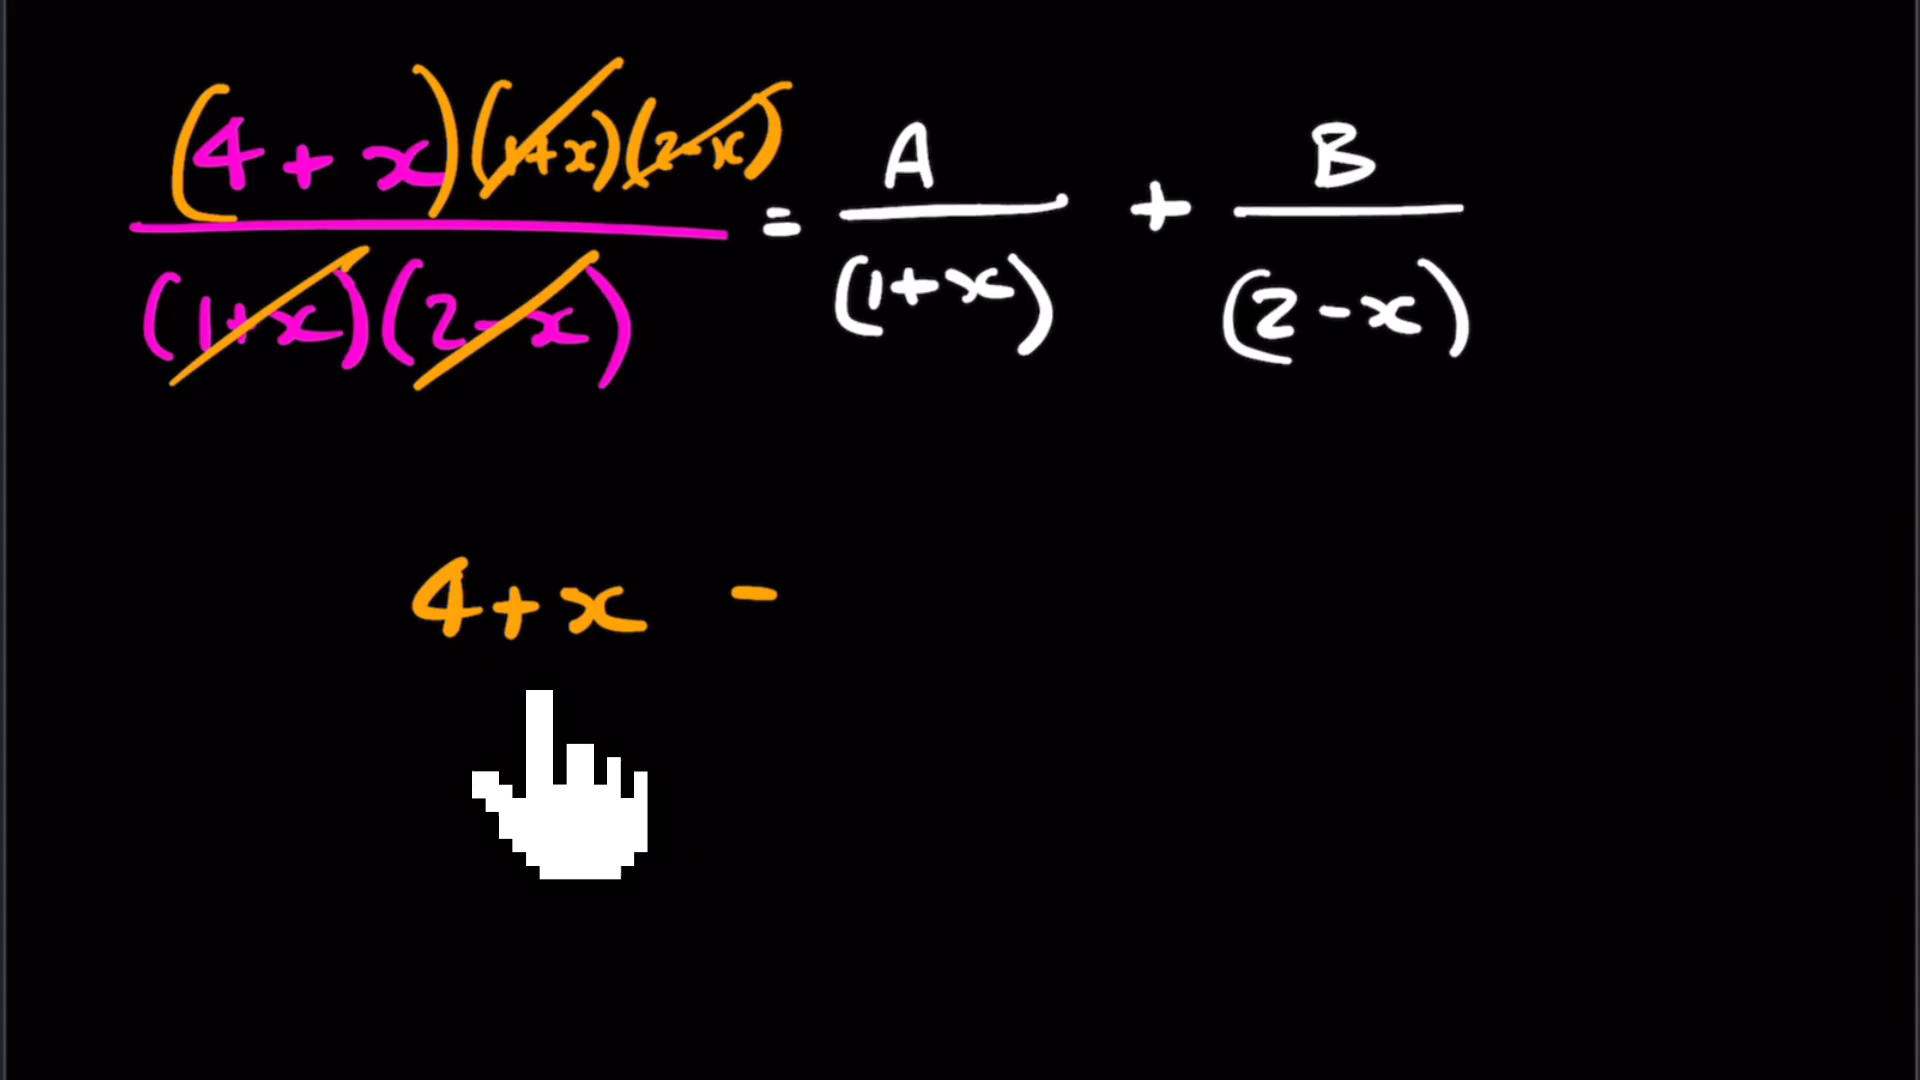 (4+x)(1+x)(2-x)
= A + B
(1+x)(2-x) (1+x) (2-x)
4+x -